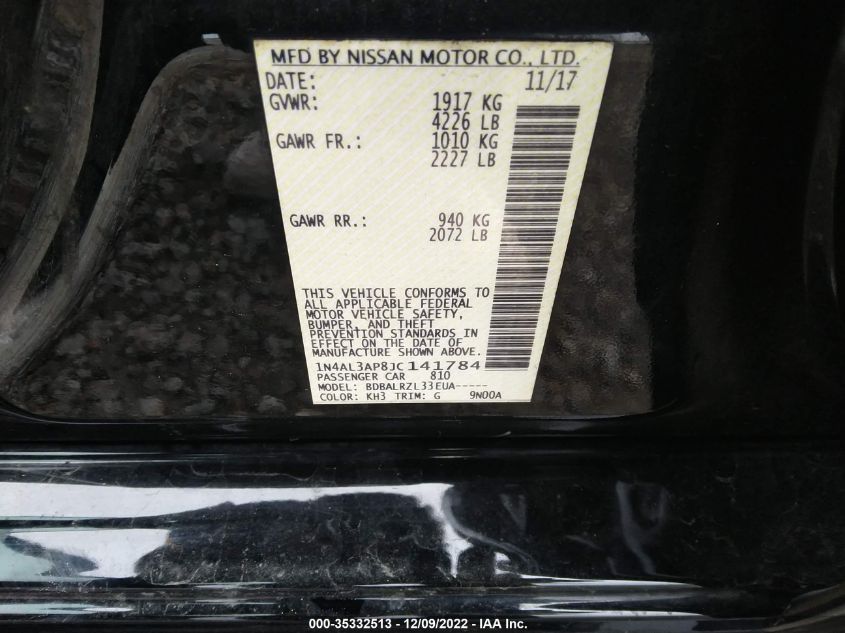 MFD BY NISSAN MOTOR CO., LTD.
DATE: 11/17
GVWR: 1917 KG
4226 LB
GAWR FR.: 1010 KG
2227 LB
GAWR RR.: 940 KG
2072 LB
THIS VEHICLE CONFORMS TO
ALL APPLICABLE FEDERAL
MOTOR VEHICLE SAFETY,
BUMPER, AND THEFT
PREVENTION STANDARDS IN
EFFECT ON THE DATE OF
MANUFACTURE SHOWN ABOVE.
1N4AL3AP8JC141784
PASSENGER CAR 810
MODEL: BDBALRZL33EUA-----
COLOR: KH3 TRIM: G 9N00A
000-35332513 - 12/09/2022 - IAA Inc.